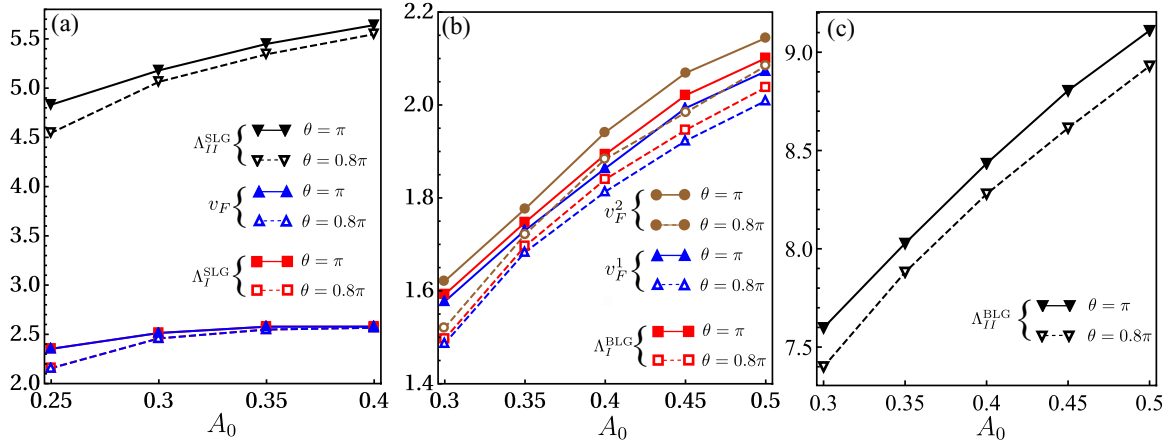 (a)
5.5
5.0
4.5
4.0
3.5
3.0
2.5
2.0
0.25 0.3 0.35 0.4
A₀
Λ_II^SLG { θ = π
θ = 0.8π
v_F { θ = π
θ = 0.8π
Λ_I^SLG { θ = π
θ = 0.8π
(b)
2.2
2.0
1.8
1.6
1.4
0.3 0.35 0.4 0.45 0.5
A₀
v_F^2 { θ = π
θ = 0.8π
v_F^1 { θ = π
θ = 0.8π
Λ_I^BLG { θ = π
θ = 0.8π
(c)
9.0
8.5
8.0
7.5
0.3 0.35 0.4 0.45 0.5
A₀
Λ_II^BLG { θ = π
θ = 0.8π